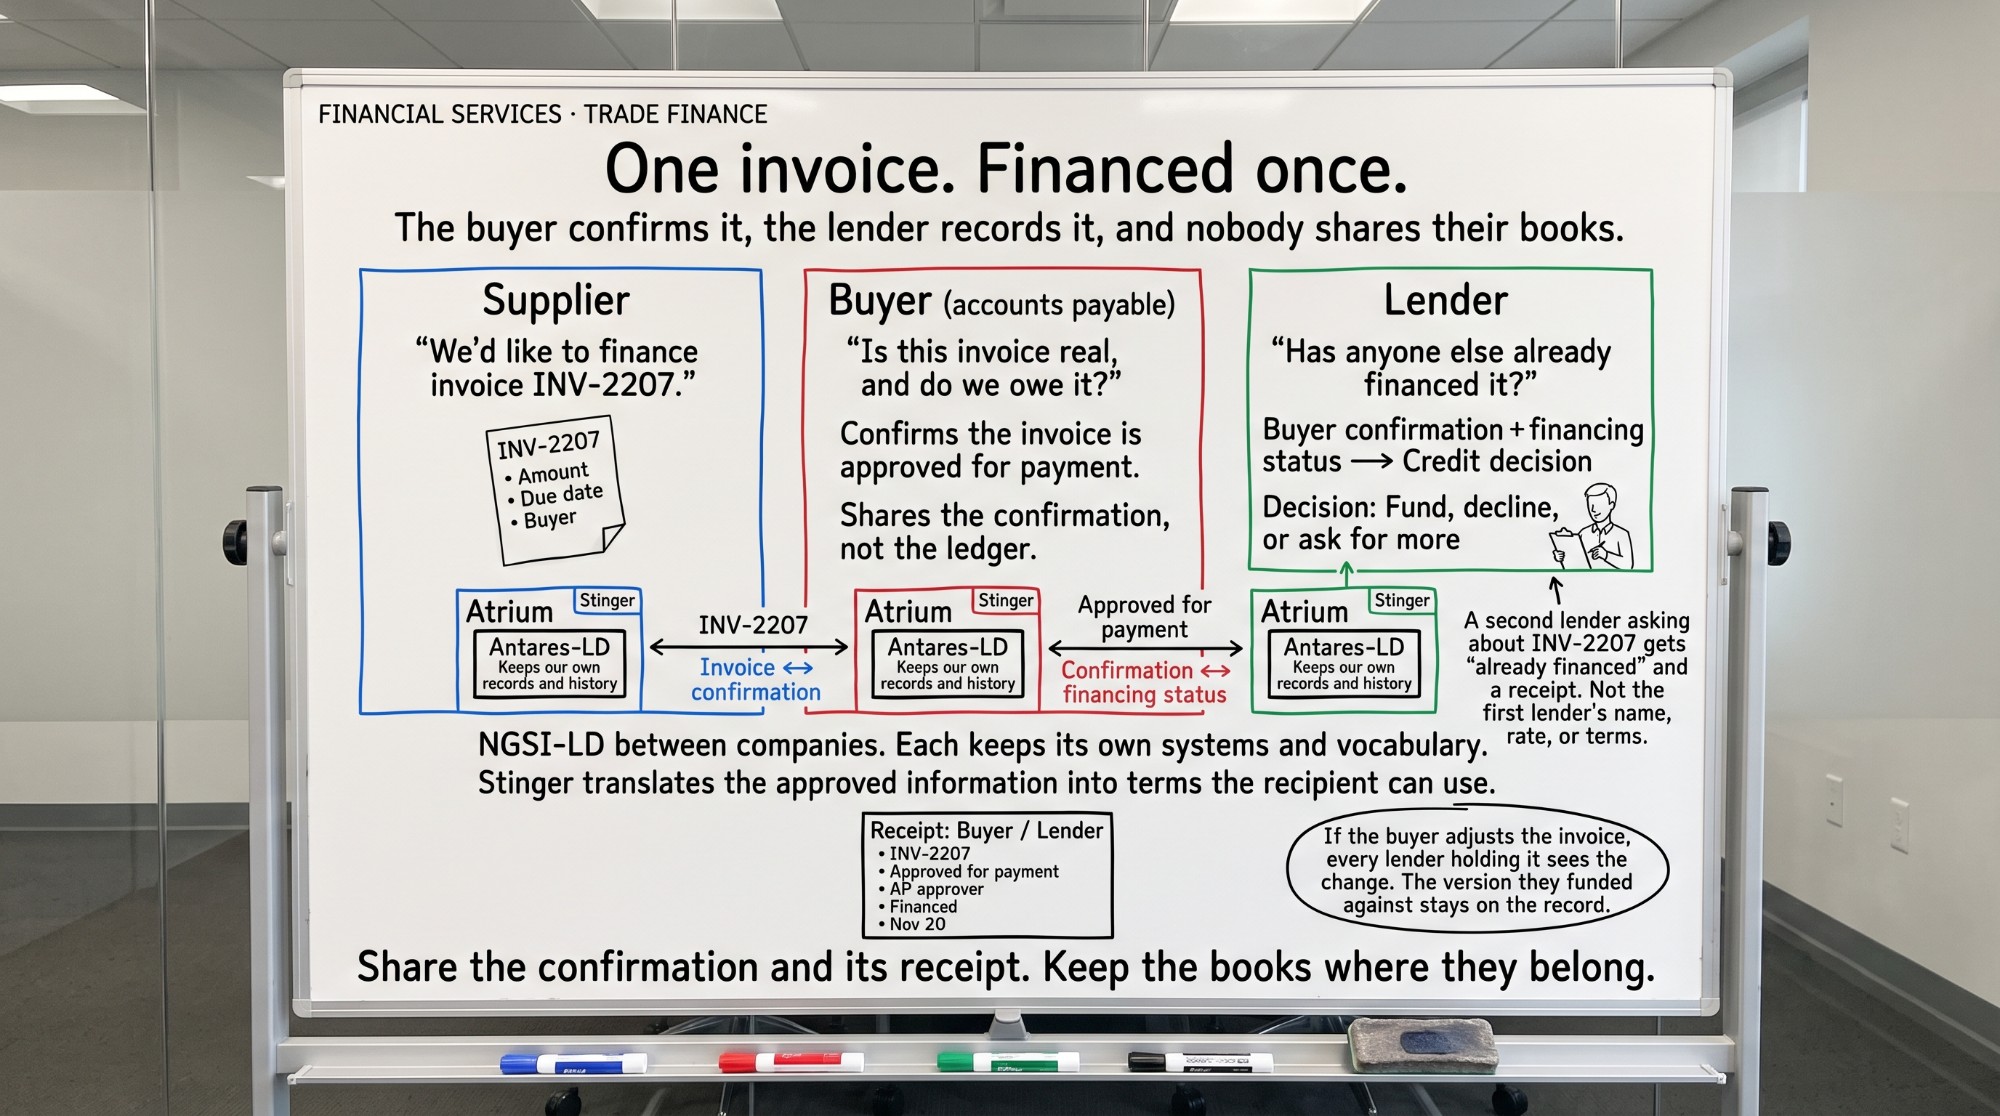 FINANCIAL SERVICES · TRADE FINANCE
One invoice. Financed once.
The buyer confirms it, the lender records it, and nobody shares their books.
Supplier
“We’d like to finance
invoice INV-2207.”
INV-2207
• Amount
• Due date
• Buyer
Atrium
Stinger
Antares-LD
Keeps our own
records and history
INV-2207
Invoice ↔
confirmation
Buyer (accounts payable)
“Is this invoice real,
and do we owe it?”
Confirms the invoice is
approved for payment.
Shares the confirmation,
not the ledger.
Atrium
Stinger
Antares-LD
Keeps our own
records and history
Approved for
payment
Confirmation ↔
financing status
Lender
“Has anyone else already
financed it?”
Buyer confirmation + financing
status → Credit decision
Decision: Fund, decline,
or ask for more
Atrium
Stinger
Antares-LD
Keeps our own
records and history
A second lender asking
about INV-2207 gets
“already financed” and
a receipt. Not the
first lender’s name,
rate, or terms.
NGSI-LD between companies. Each keeps its own systems and vocabulary.
Stinger translates the approved information into terms the recipient can use.
Receipt: Buyer / Lender
• INV-2207
• Approved for payment
• AP approver
• Financed
• Nov 20
If the buyer adjusts the invoice,
every lender holding it sees the
change. The version they funded
against stays on the record.
Share the confirmation and its receipt. Keep the books where they belong.